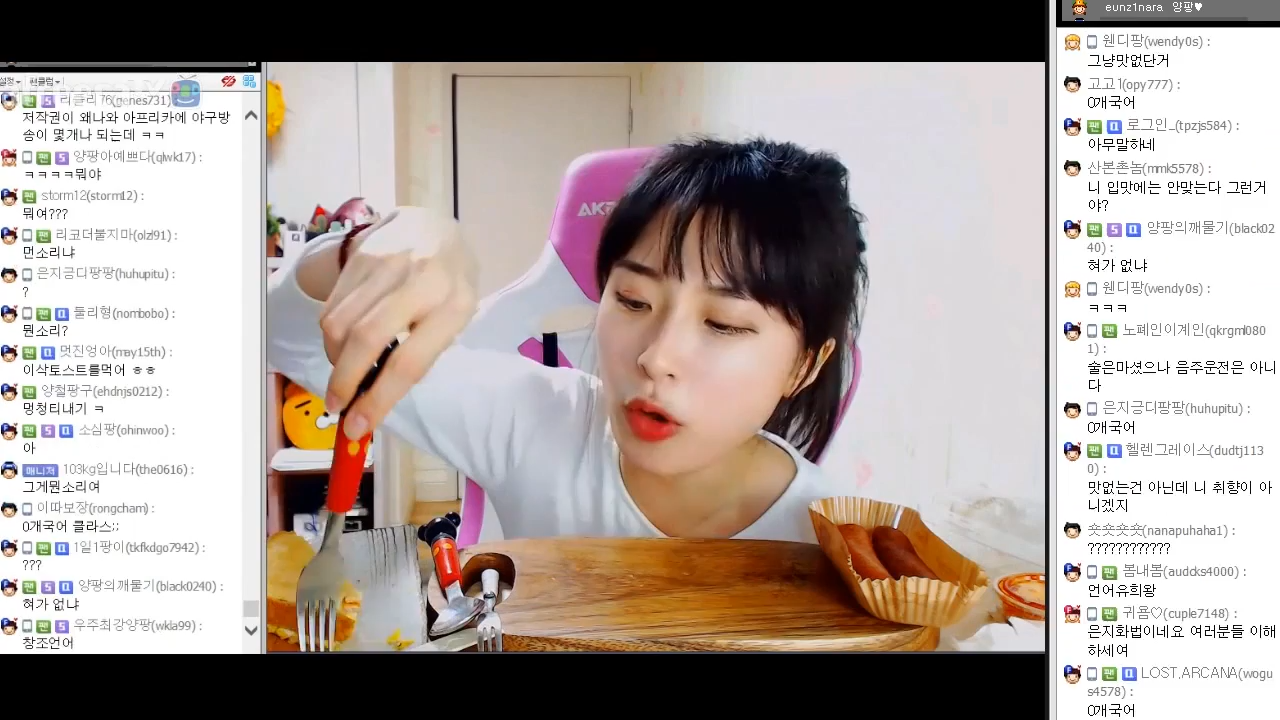 eunz1nara 양팡♥
설정 팬클럽
리클리76(genes731)
저작권이 왜나와 아프리카에 야구방
송이 몇개나 되는데 ㅋㅋ
양팡아예쁘다(qlwk17) :
ㅋㅋㅋㅋ뭐야
storm12(storm12) :
뭐여???
리코더불지마(olzl91) :
먼소리냐
은지긍디팡팡(huhupitu) :
?
둘리형(nombobo) :
뭔소리?
멋진엉아(may15th) :
이삭토스트를먹어 ㅎㅎ
양철팡구(ehdnjs0212) :
멍청티내기 ㅋ
소심팡(ohinwoo) :
아
매니저 103kg입니다(the0616) :
그게뭔소리여
이따보장(rongcham) :
0개국어 클라스;;
1일1팡이(tkfkdgo7942) :
???
양팡의깨물기(black0240) :
혀가 없냐
우주최강양팡(wkla99) :
창조언어
AKR
웬디팡(wendy0s) :
그냥맛없단거
고고1(opy777) :
0개국어
로그인_(tpzjs584) :
아무말하네
산본촌놈(mmk5578) :
니 입맛에는 안맞는다 그런거
야?
양팡의깨물기(black02
40) :
혀가 없냐
웬디팡(wendy0s) :
ㅋㅋㅋ
노폐인이계인(qkrgml080
1) :
술은마셨으나 음주운전은 아니
다
은지긍디팡팡(huhupitu) :
0개국어
헬렌그레이스(dudtj113
0) :
맛없는건 아닌데 니 취향이 아
니겠지
숏숏숏숏(nanapuhaha1) :
????????????
봄내봄(audcks4000) :
언어유희왕
귀욤♡(cuple7148) :
은지화법이네요 여러분들 이해
하세여
LOST.ARCANA(wogu
s4578) :
0개국어